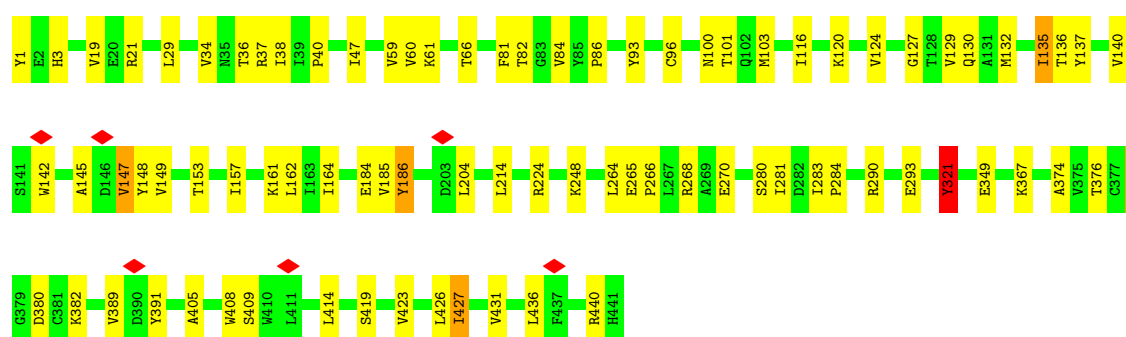 Y1 E2 H3 V19 E20 R21 L29 V34 N35 T36 R37 I38 I39 P40 I47 V59 V60 K61 T66 F81 T82 G83 V84 Y85 P86 Y93 C96 N100 T101 Q102 M103 I116 K120 V124 G127 T128 V129 Q130 A131 M132 I135 T136 Y137 V140
S141 W142 A145 D146 V147 Y148 V149 T153 I157 K161 L162 I163 I164 E184 V185 Y186 D203 L204 L214 R224 K248 L264 E265 P266 L267 R268 A269 E270 S280 I281 D282 I283 P284 R290 E293 Y321 E349 K367 A374 V375 T376 C377
G379 D380 C381 K382 V389 D390 Y391 A405 W408 S409 W410 L411 L414 S419 V423 L426 I427 V431 L436 F437 R440 H441